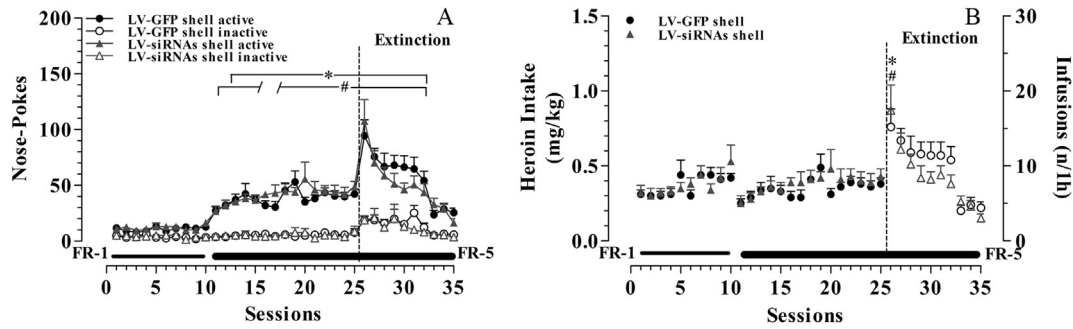 LV-GFP shell active
LV-GFP shell inactive
LV-siRNAs shell active
LV-siRNAs shell inactive
A
Extinction
*
#
Nose-Pokes
200
150
100
50
0
FR-1
FR-5
0 5 10 15 20 25 30 35
Sessions
LV-GFP shell
LV-siRNAs shell
B
Extinction
*
#
Heroin Intake
(mg/kg)
1.5
1.0
0.5
0.0
30
20
10
0
Infusions (n/1h)
FR-1
FR-5
0 5 10 15 20 25 30 35
Sessions